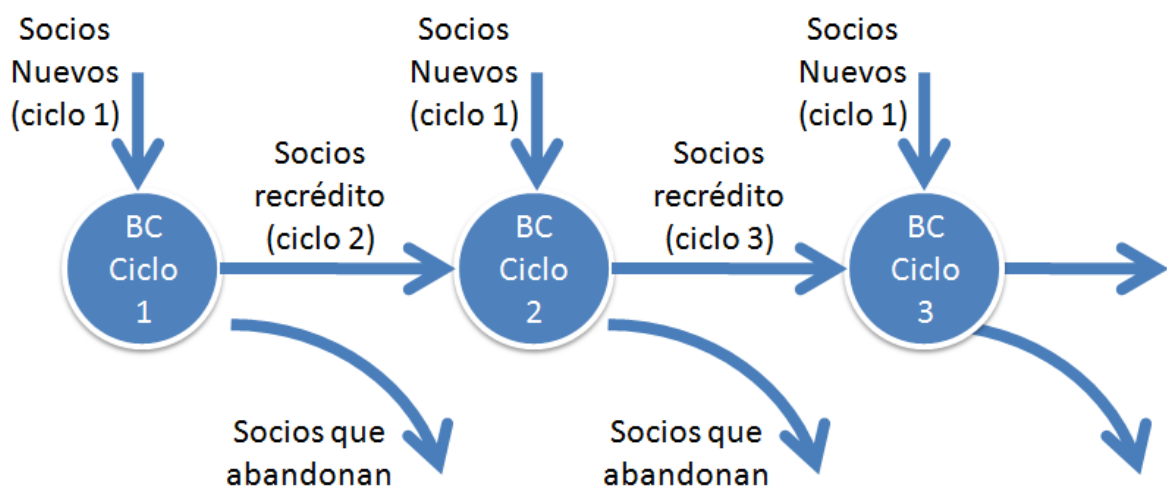 Socios
Nuevos
(ciclo 1)
Socios
Nuevos
(ciclo 1)
Socios
Nuevos
(ciclo 1)
Socios
recrédito
(ciclo 2)
Socios
recrédito
(ciclo 3)
BC
Ciclo
1
BC
Ciclo
2
BC
Ciclo
3
Socios que
abandonan
Socios que
abandonan